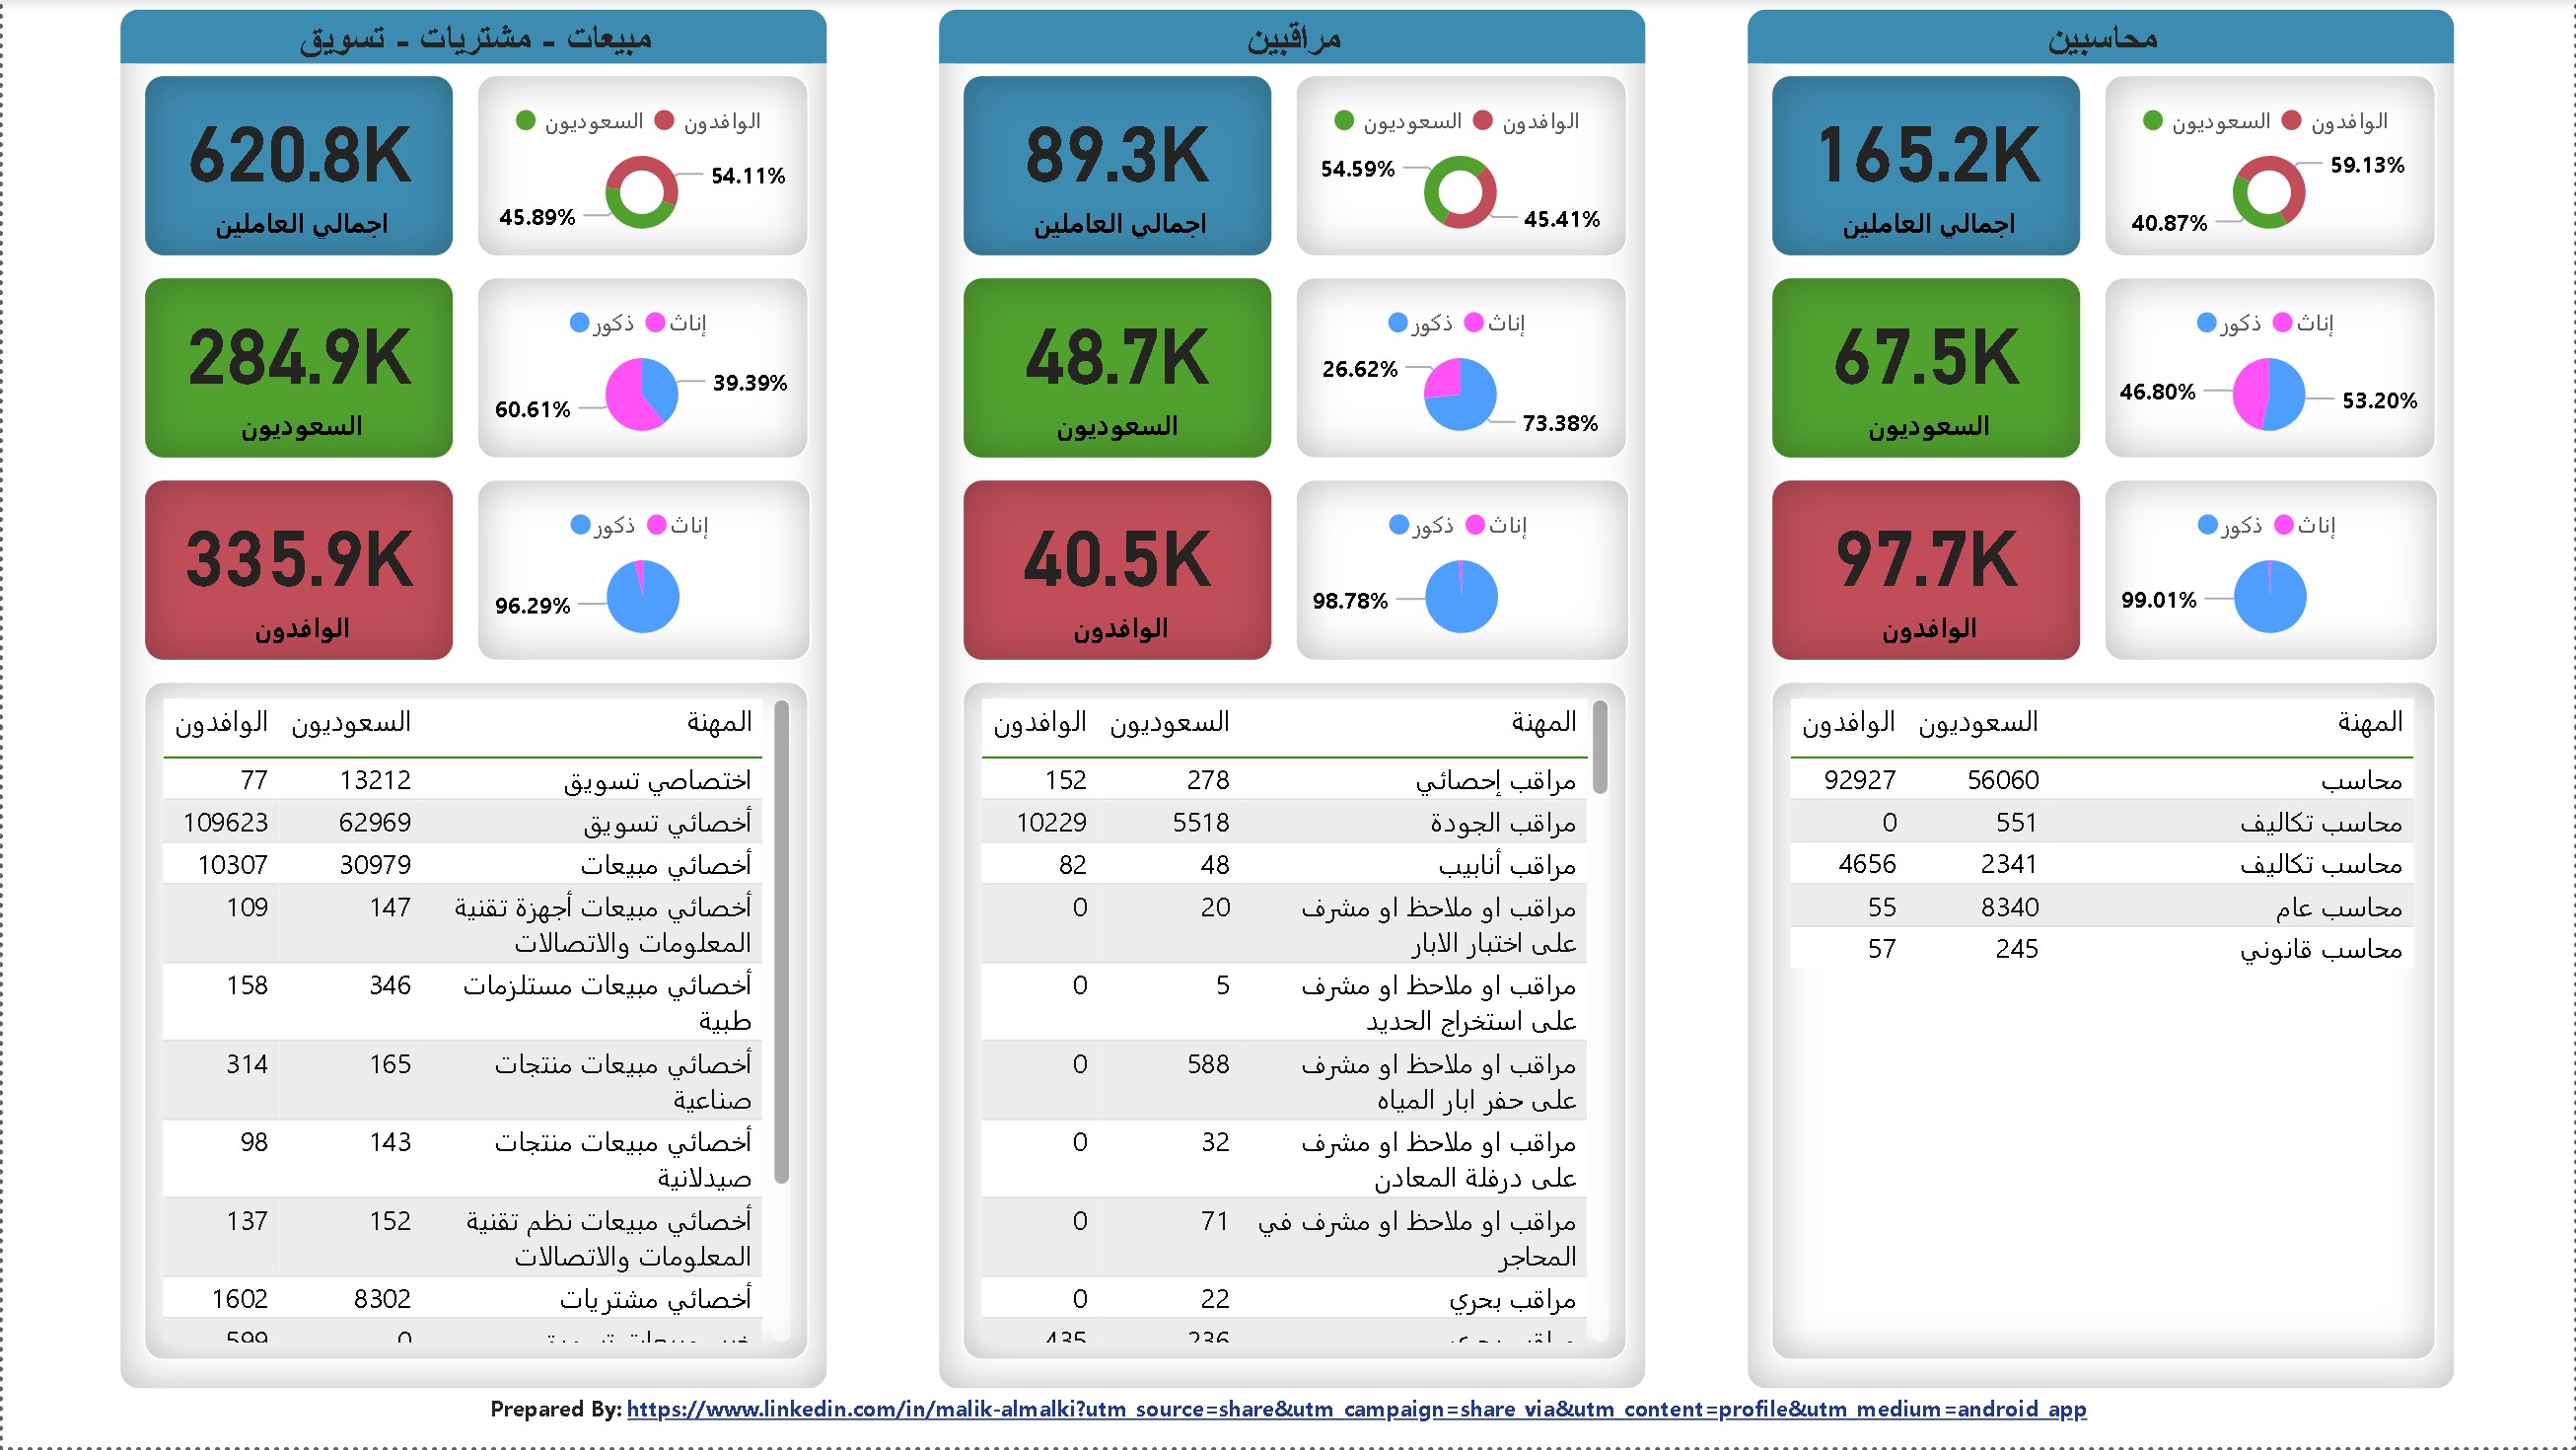 محاسبين
165.2K
اجمالي العاملين
السعوديون الوافدون
59.13%
40.87%
67.5K
السعوديون
ذكور إناث
46.80%
53.20%
97.7K
الوافدون
ذكور إناث
99.01%
المهنة السعوديون الوافدون
محاسب 56060 92927
محاسب تكاليف 551 0
محاسب تكاليف 2341 4656
محاسب عام 8340 55
محاسب قانوني 245 57
مراقبين
89.3K
اجمالي العاملين
السعوديون الوافدون
54.59%
45.41%
48.7K
السعوديون
ذكور إناث
26.62%
73.38%
40.5K
الوافدون
ذكور إناث
98.78%
المهنة السعوديون الوافدون
مراقب إحصائي 278 152
مراقب الجودة 5518 10229
مراقب أنابيب 48 82
مراقب او ملاحظ او مشرف 20 0
على اختبار الابار
مراقب او ملاحظ او مشرف 5 0
على استخراج الحديد
مراقب او ملاحظ او مشرف 588 0
على حفر ابار المياه
مراقب او ملاحظ او مشرف 32 0
على درفلة المعادن
مراقب او ملاحظ او مشرف في 71 0
المحاجر
مراقب بحري 22 0
236 435
مبيعات - مشتريات - تسويق
620.8K
اجمالي العاملين
السعوديون الوافدون
54.11%
45.89%
284.9K
السعوديون
ذكور إناث
39.39%
60.61%
335.9K
الوافدون
ذكور إناث
96.29%
المهنة السعوديون الوافدون
اختصاصي تسويق 13212 77
أخصائي تسويق 62969 109623
أخصائي مبيعات 30979 10307
أخصائي مبيعات أجهزة تقنية 147 109
المعلومات والاتصالات
أخصائي مبيعات مستلزمات 346 158
طبية
أخصائي مبيعات منتجات 165 314
صناعية
أخصائي مبيعات منتجات 143 98
صيدلانية
أخصائي مبيعات نظم تقنية 152 137
المعلومات والاتصالات
أخصائي مشتريات 8302 1602
0 599
Prepared By: https://www.linkedin.com/in/malik-almalki?utm_source=share&utm_campaign=share_via&utm_content=profile&utm_medium=android_app